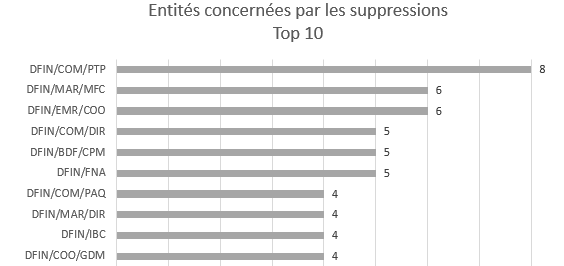 Entités concernées par les suppressions
Top 10
DFIN/COM/PTP 8
DFIN/MAR/MFC 6
DFIN/EMR/COO 6
DFIN/COM/DIR 5
DFIN/BDF/CPM 5
DFIN/FNA 5
DFIN/COM/PAQ 4
DFIN/MAR/DIR 4
DFIN/IBC 4
DFIN/COO/GDM 4